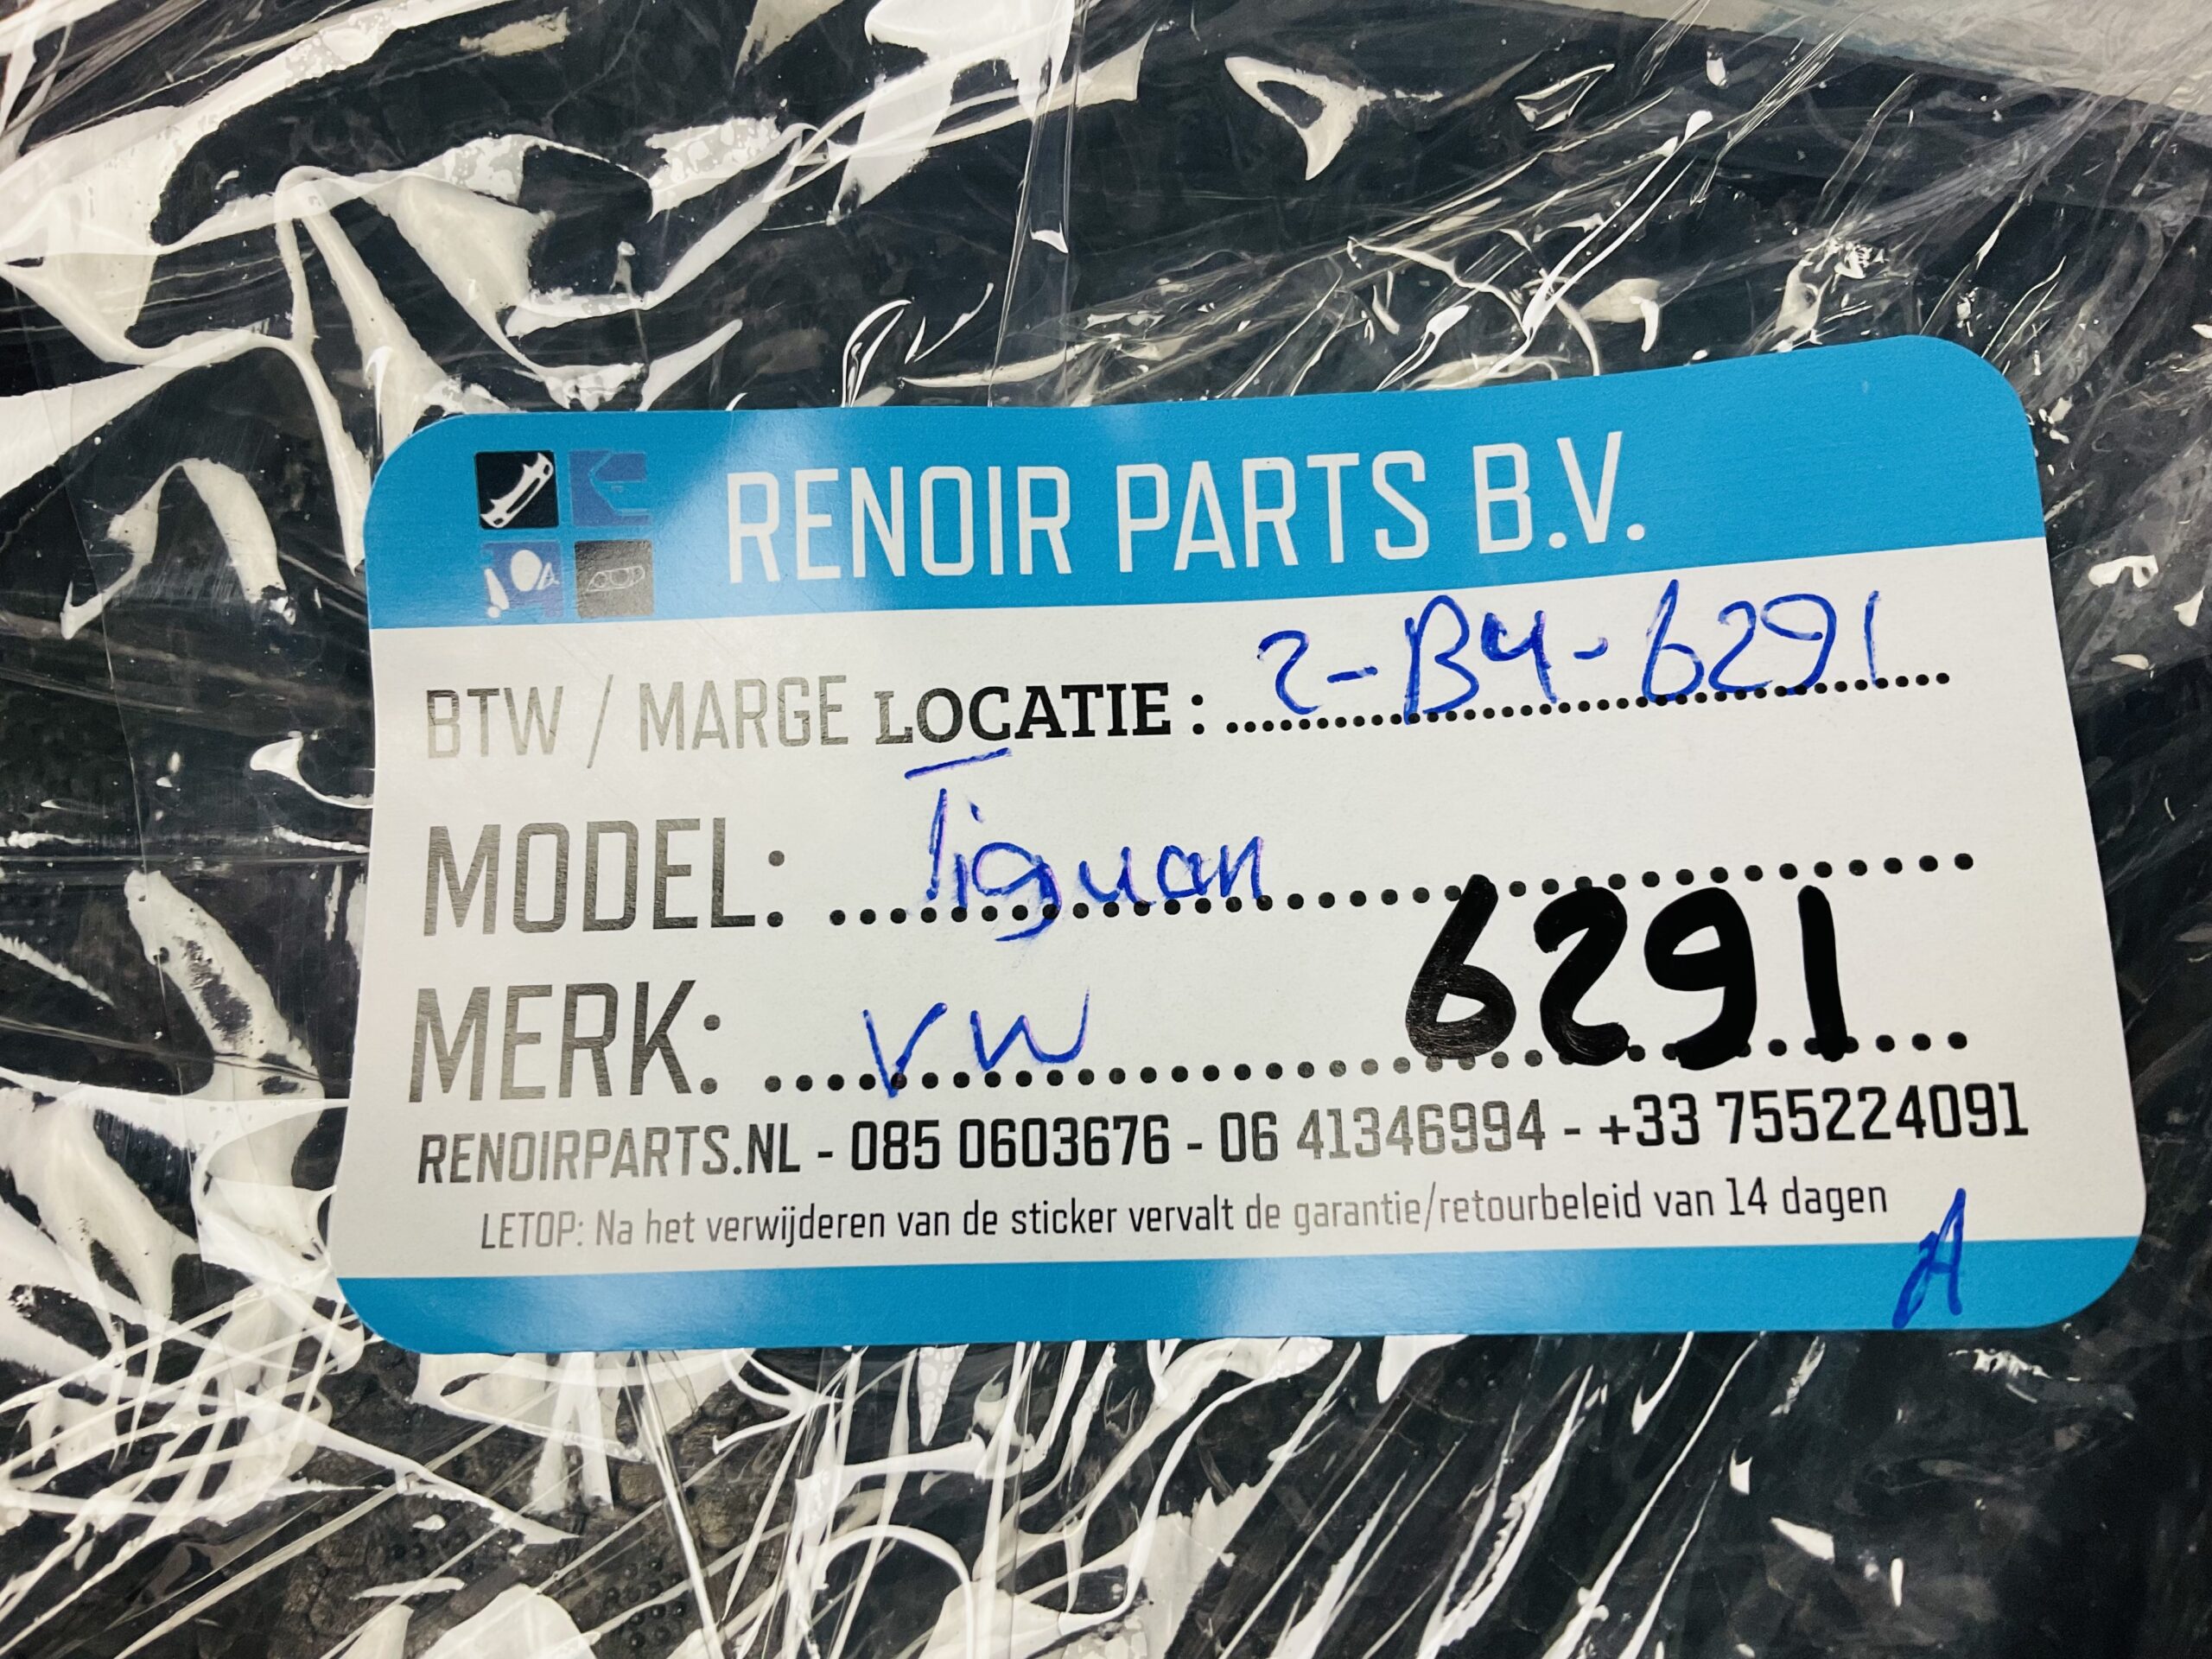 RENOIR PARTS B.V.
BTW / MARGE LOCATIE : 2-B4-6291
MODEL: Tiguan
MERK: VW 6291
RENOIRPARTS.NL - 085 0603676 - 06 41346994 - +33 755224091
LETOP: Na het verwijderen van de sticker vervalt de garantie/retourbeleid van 14 dagen
A